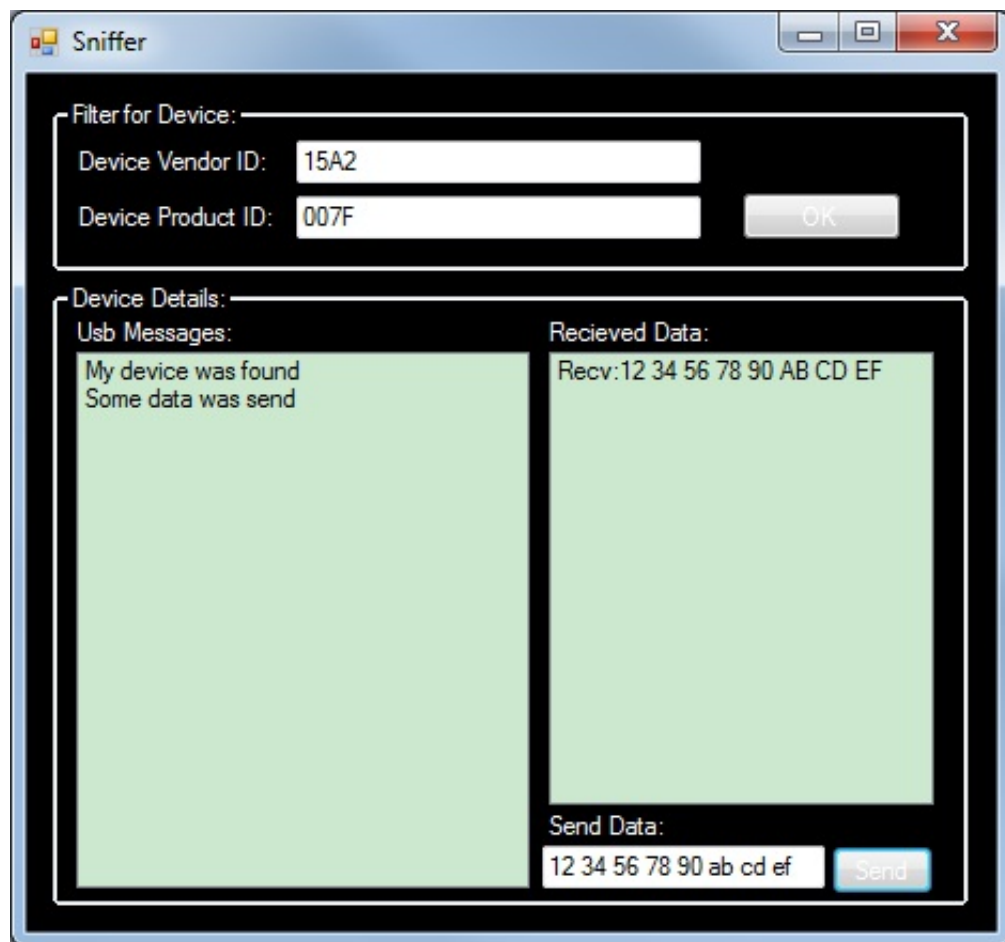 Sniffer
Filter for Device:
Device Vendor ID: 15A2
Device Product ID: 007F OK
Device Details:
Usb Messages:
My device was found
Some data was send
Recieved Data:
Recv:12 34 56 78 90 AB CD EF
Send Data:
12 34 56 78 90 ab cd ef Send